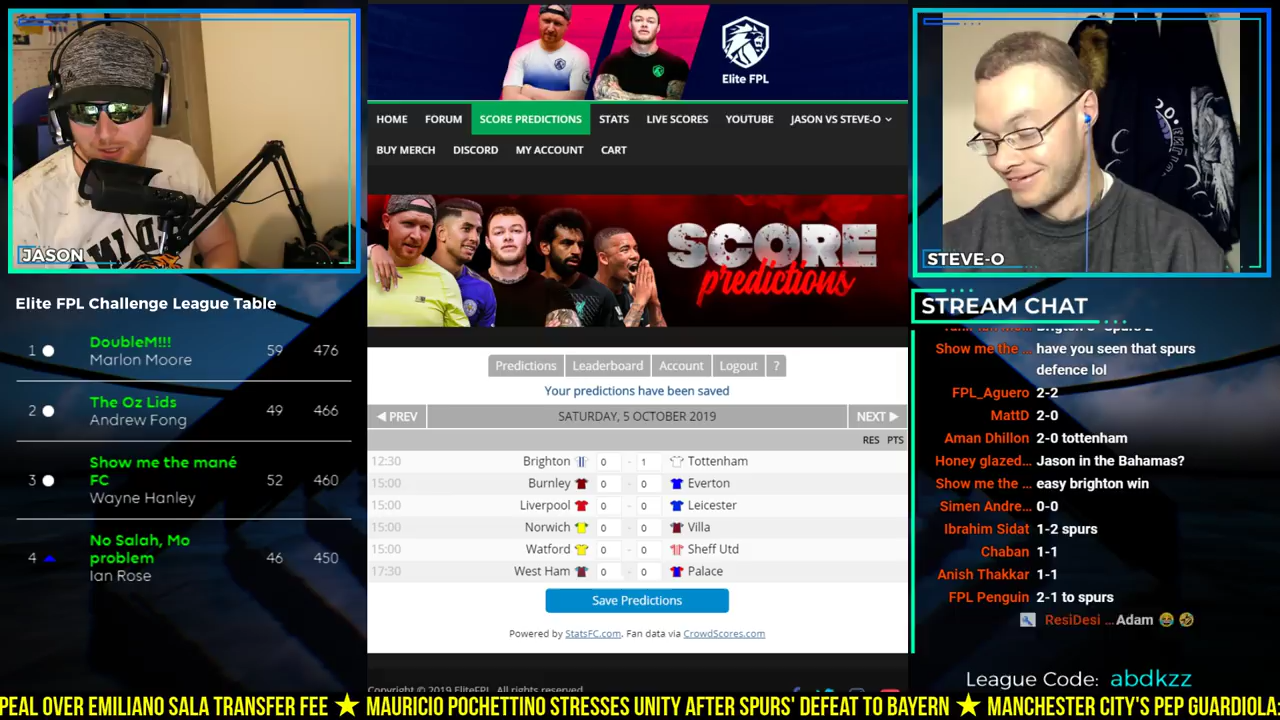 JASON
Elite FPL Challenge League Table
1 DoubleM!!! 59 476
Marlon Moore
2 The Oz Lids 49 466
Andrew Fong
3 Show me the mané FC 52 460
Wayne Hanley
4 No Salah, Mo problem 46 450
Ian Rose
Elite FPL
HOME FORUM SCORE PREDICTIONS STATS LIVE SCORES YOUTUBE JASON VS STEVE-O
BUY MERCH DISCORD MY ACCOUNT CART
SCORE
predictions
Predictions Leaderboard Account Logout ?
Your predictions have been saved
◀ PREV SATURDAY, 5 OCTOBER 2019 NEXT ▶
RES PTS
12:30 Brighton 0 - 1 Tottenham
15:00 Burnley 0 - 0 Everton
15:00 Liverpool 0 - 0 Leicester
15:00 Norwich 0 - 0 Villa
15:00 Watford 0 - 0 Sheff Utd
17:30 West Ham 0 - 0 Palace
Save Predictions
Powered by StatsFC.com. Fan data via CrowdScores.com
Copyright © 2019 EliteFPL. All rights reserved
STEVE-O
STREAM CHAT
Show me the ... have you seen that spurs
defence lol
FPL_Aguero 2-2
MattD 2-0
Aman Dhillon 2-0 tottenham
Honey glazed... Jason in the Bahamas?
Show me the ... easy brighton win
Simen Andre... 0-0
Ibrahim Sidat 1-2 spurs
Chaban 1-1
Anish Thakkar 1-1
FPL Penguin 2-1 to spurs
ResiDesi ... Adam 😂 🤣
League Code: abdkzz
PEAL OVER EMILIANO SALA TRANSFER FEE ★ MAURICIO POCHETTINO STRESSES UNITY AFTER SPURS' DEFEAT TO BAYERN ★ MANCHESTER CITY'S PEP GUARDIOLA